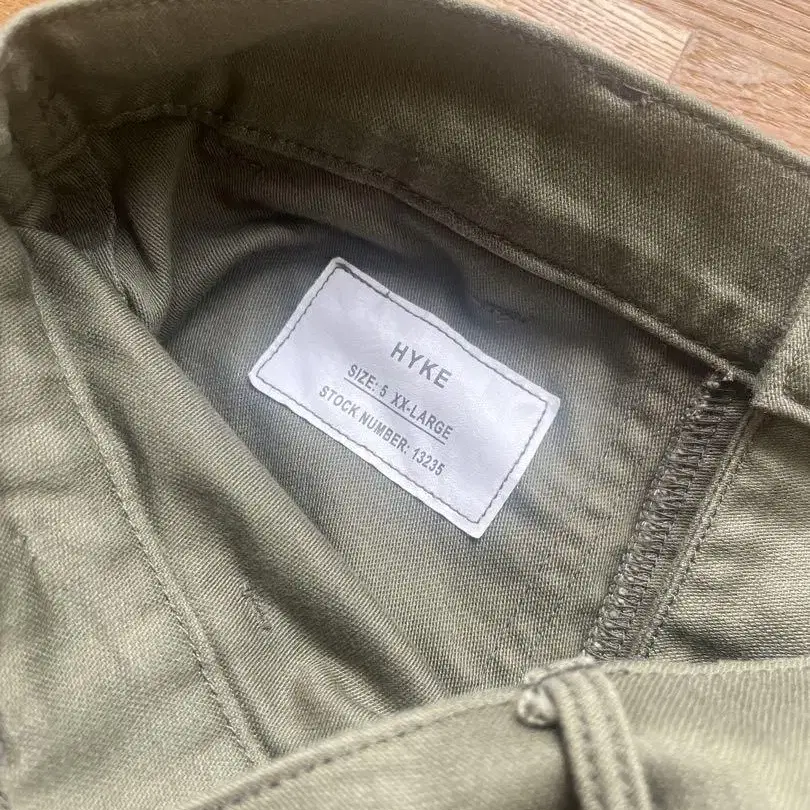 HYKE
SIZE: 5 XX-LARGE
STOCK NUMBER: 13235